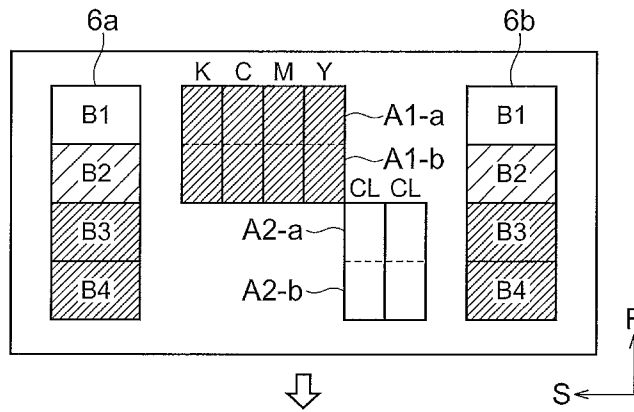 6a 6b
K C M Y
B1 A1-a B1
B2 A1-b B2
CL CL
B3 A2-a B3
B4 A2-b B4
F
S